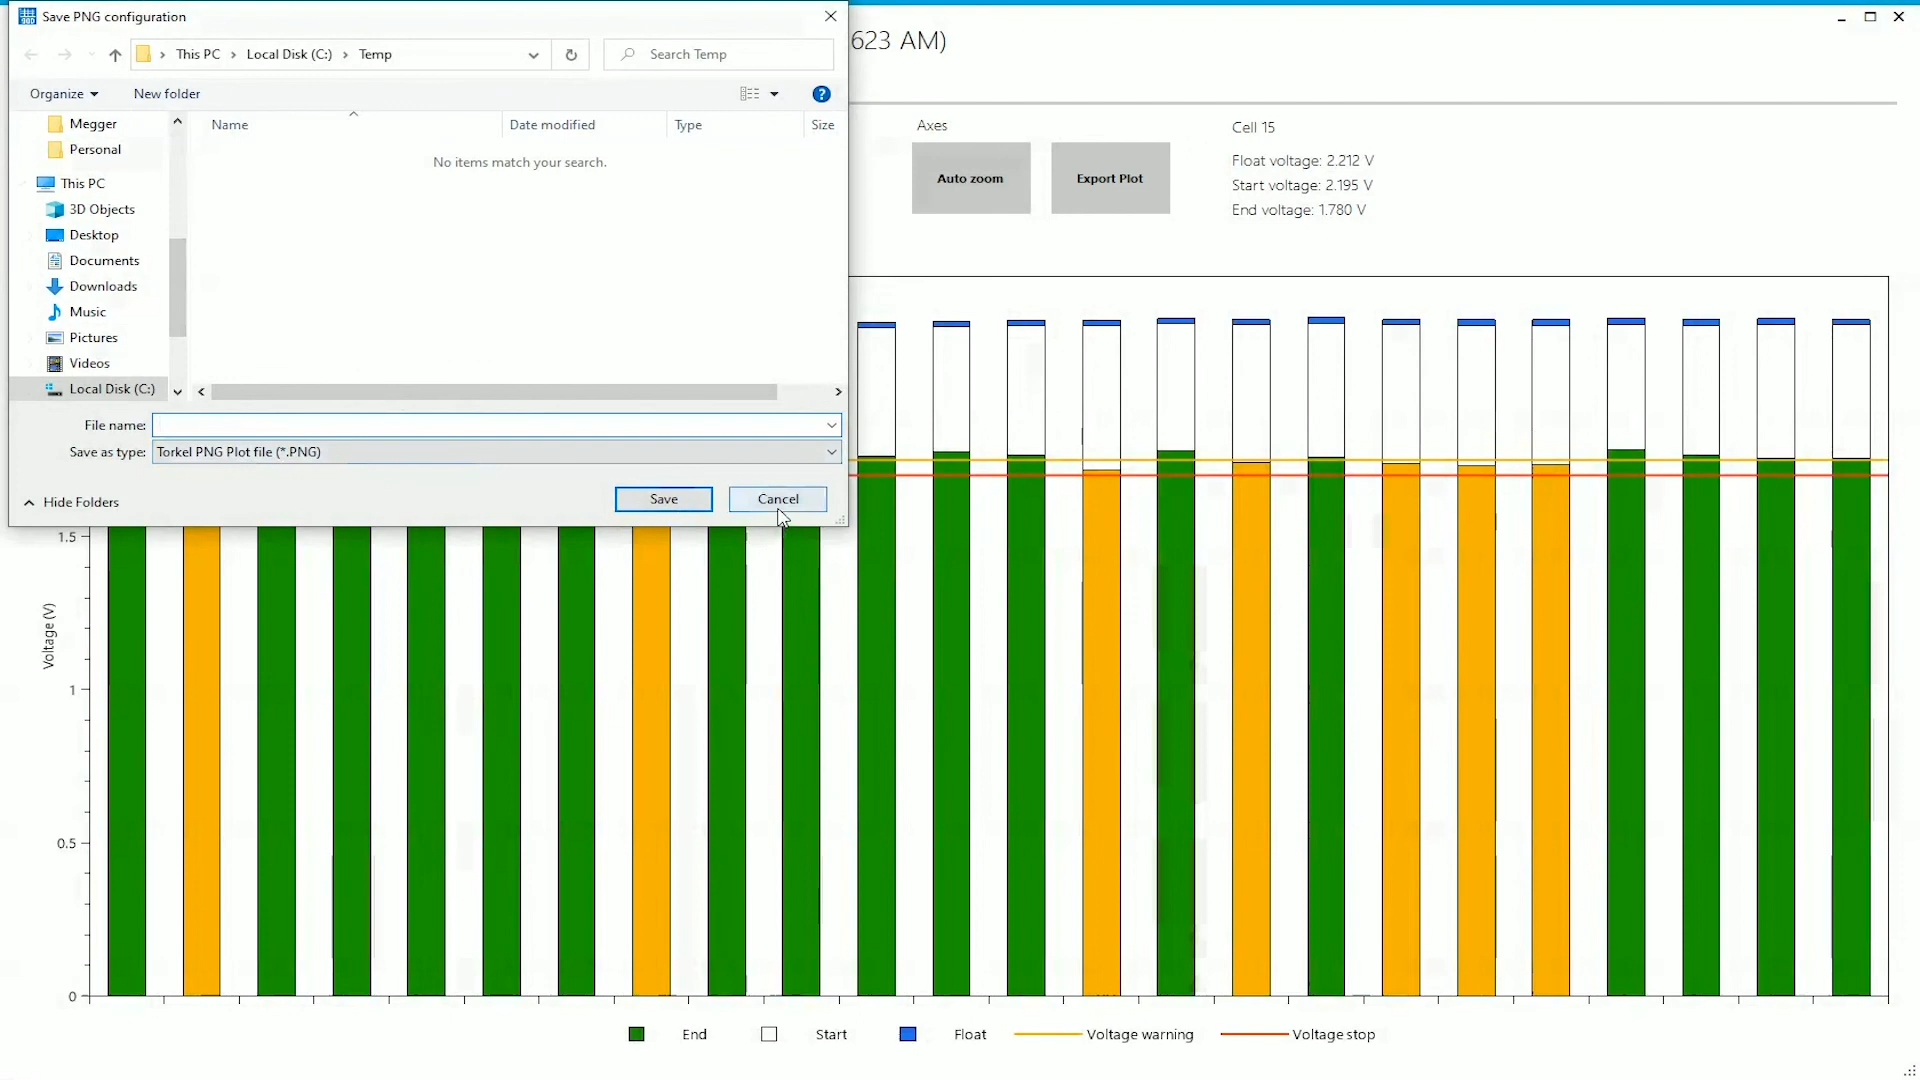 Save PNG configuration
623 AM)
This PC Local Disk (C:) Temp
Search Temp
Organize
New folder
?
Name
Date modified
Type
Size
No items match your search.
Megger
Personal
This PC
3D Objects
Desktop
Documents
Downloads
Music
Pictures
Videos
Local Disk (C:)
File name:
Save as type: Torkel PNG Plot file (*.PNG)
Hide Folders
Save
Cancel
Axes
Auto zoom
Export Plot
Cell 15
Float voltage: 2.212 V
Start voltage: 2.195 V
End voltage: 1.780 V
1.5
1
0.5
0
Voltage (V)
End
Start
Float
Voltage warning
Voltage stop